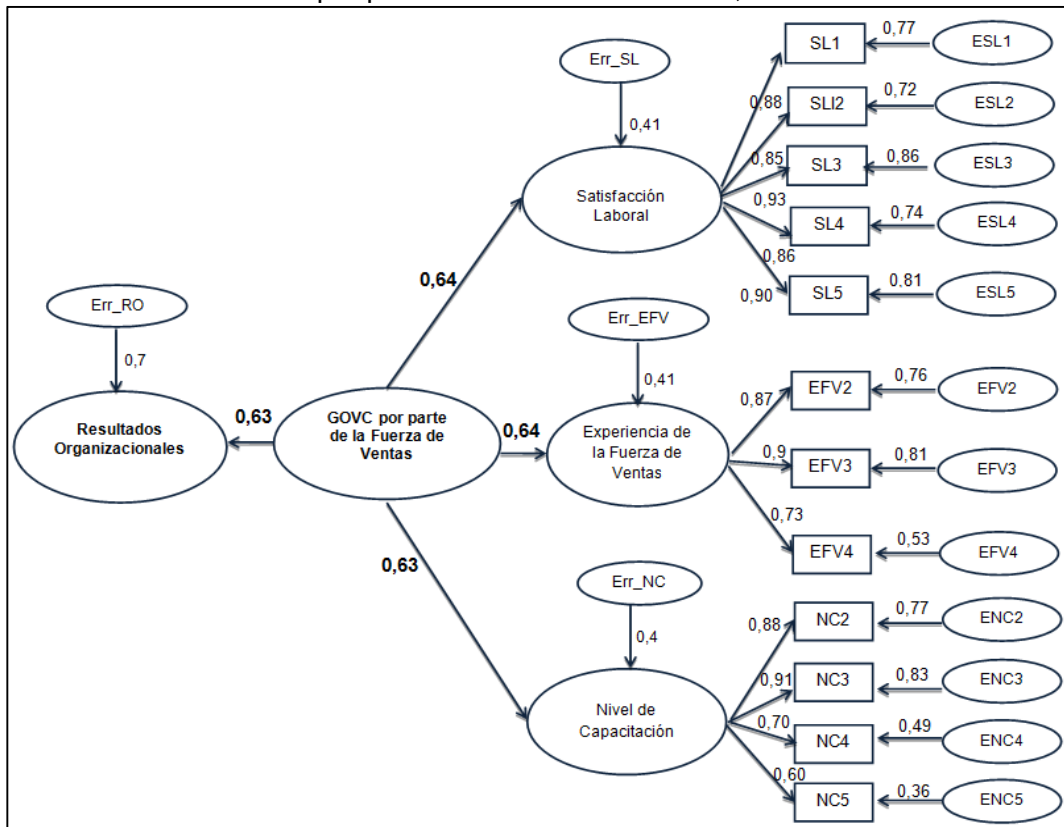 0,77
SL1
ESL1
Err_SL
0,88
SLI2
0,72
ESL2
0,41
0,85
SL3
0,86
ESL3
Satisfacción
Laboral
0,93
SL4
0,74
ESL4
0,86
0,64
0,90
SL5
0,81
ESL5
Err_RO
Err_EFV
0,7
0,41
EFV2
0,76
EFV2
0,87
Resultados
Organizacionales
0,63
GOVC por parte
de la Fuerza de
Ventas
0,64
Experiencia de
la Fuerza de
Ventas
0,9
EFV3
0,81
EFV3
0,73
EFV4
0,53
EFV4
0,63
Err_NC
0,4
0,88
NC2
0,77
ENC2
0,91
NC3
0,83
ENC3
Nivel de
Capacitación
0,70
NC4
0,49
ENC4
0,60
NC5
0,36
ENC5